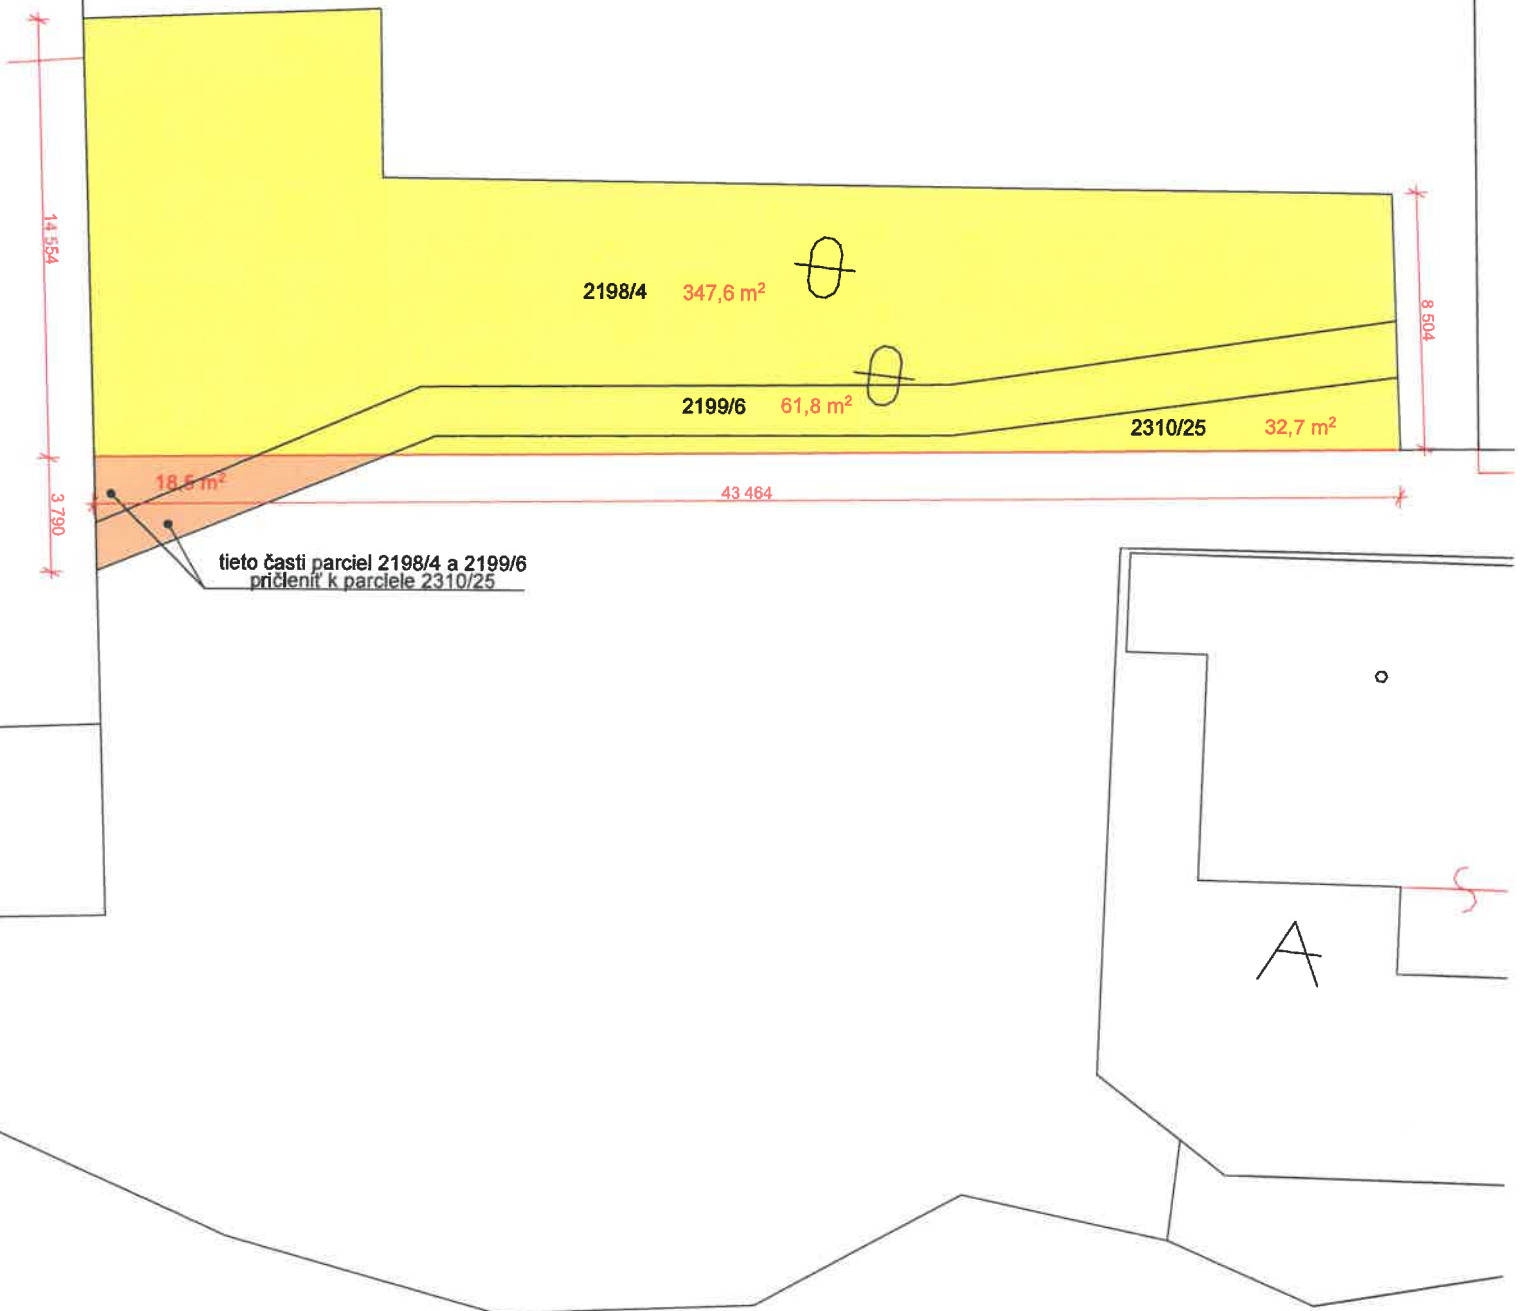 14 554
2198/4 347,6 m²
8 504
2199/6 61,8 m²
2310/25 32,7 m²
18,5 m²
3 790
43 464
tieto časti parciel 2198/4 a 2199/6
pričleniť k parciele 2310/25